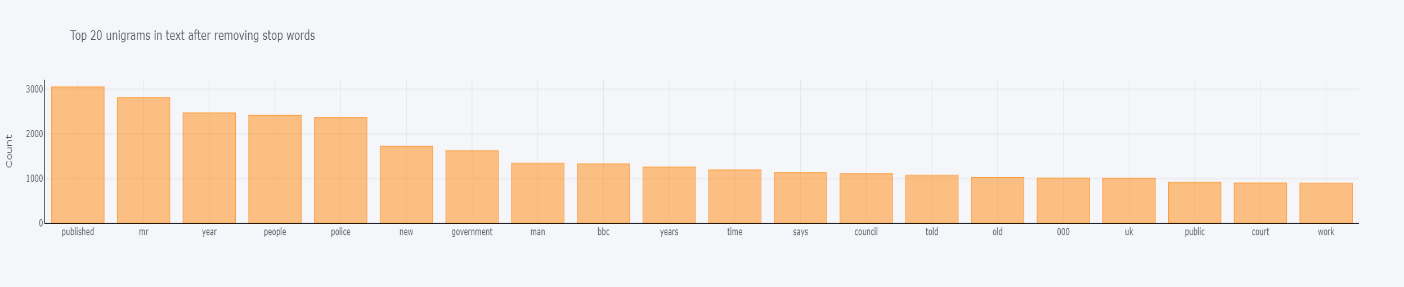 Top 20 unigrams in text after removing stop words
Count
3000
2000
1000
0
published mr year people police new government man bbc years time says council told old 000 uk public court work